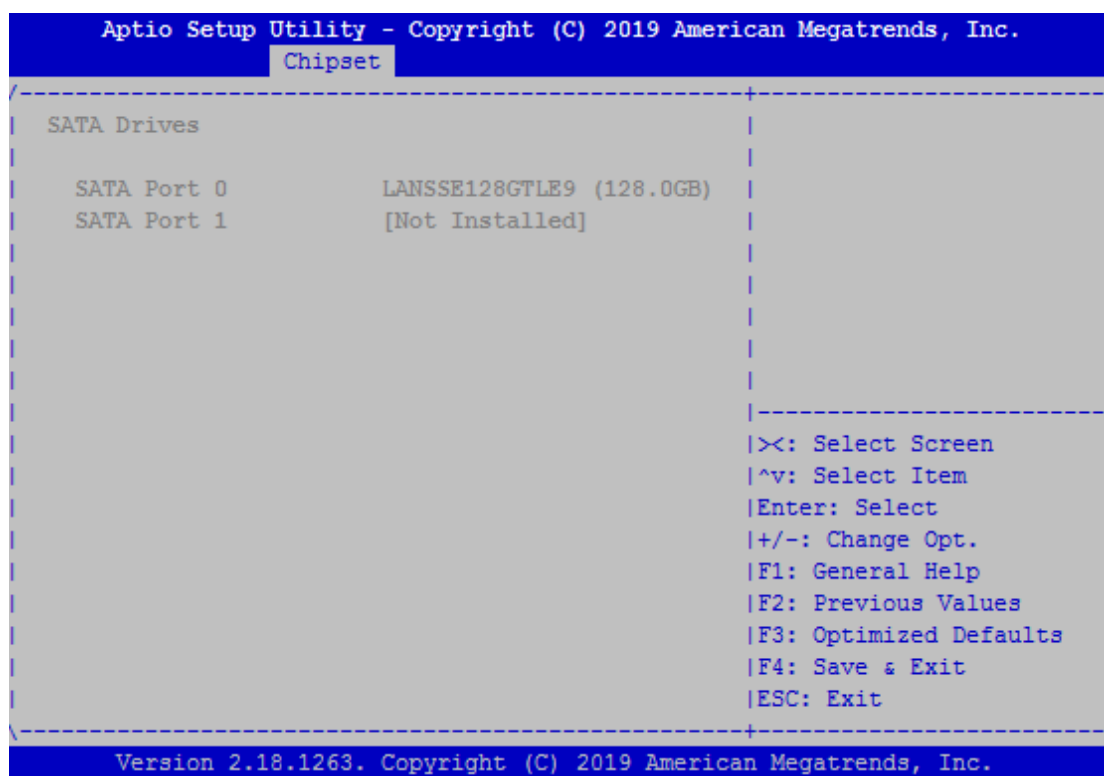 Aptio Setup Utility - Copyright (C) 2019 American Megatrends, Inc.
Chipset
SATA Drives
SATA Port 0 LANSSE128GTLE9 (128.0GB)
SATA Port 1 [Not Installed]
><: Select Screen
^v: Select Item
Enter: Select
+/-: Change Opt.
F1: General Help
F2: Previous Values
F3: Optimized Defaults
F4: Save & Exit
ESC: Exit
Version 2.18.1263. Copyright (C) 2019 American Megatrends, Inc.